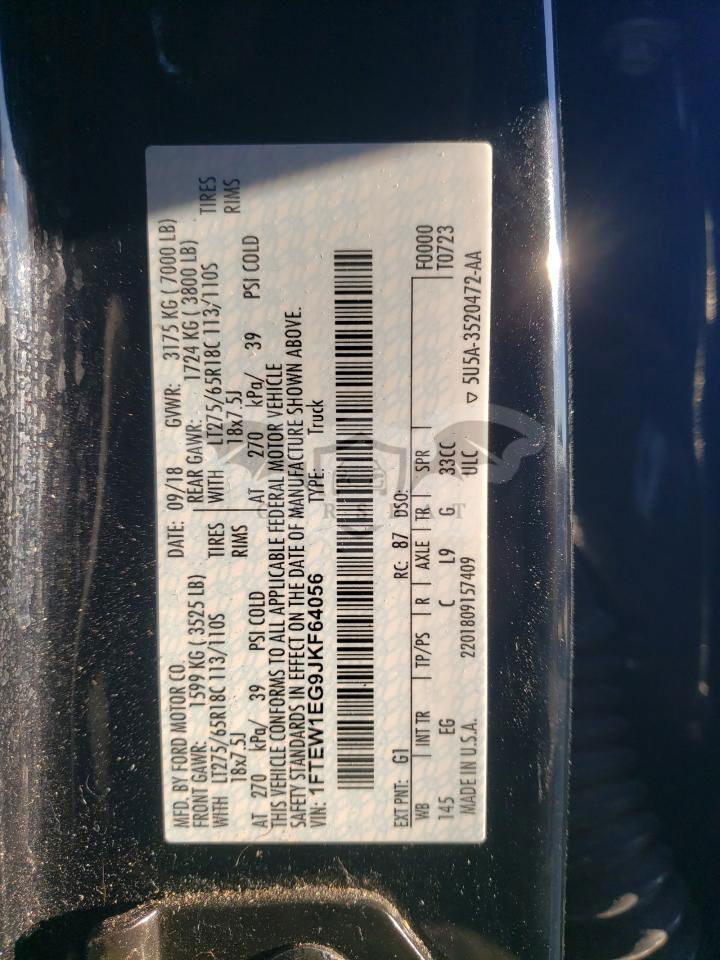 MFD. BY FORD MOTOR CO. DATE: 09/18 GVWR: 3175 KG ( 7000 LB)
FRONT GAWR: 1599 KG ( 3525 LB) REAR GAWR: 1724 KG ( 3800 LB)
WITH LT275/65R18C 113/110S TIRES WITH LT275/65R18C 113/110S TIRES
18x7.5J RIMS 18x7.5J RIMS
AT 270 kPa/ 39 PSI COLD AT 270 kPa/ 39 PSI COLD
THIS VEHICLE CONFORMS TO ALL APPLICABLE FEDERAL MOTOR VEHICLE
SAFETY STANDARDS IN EFFECT ON THE DATE OF MANUFACTURE SHOWN ABOVE.
VIN: 1FTEW1EG9JKF64056 TYPE: Truck
EXT PNT: G1 RC: 87 DSO: F0000
WB INT TR TP/PS R AXLE TR SPR T0723
145 EG C L9 G 33CC
MADE IN U.S.A. 2201809157409 ULC
▽ 5U5A-3520472-AA